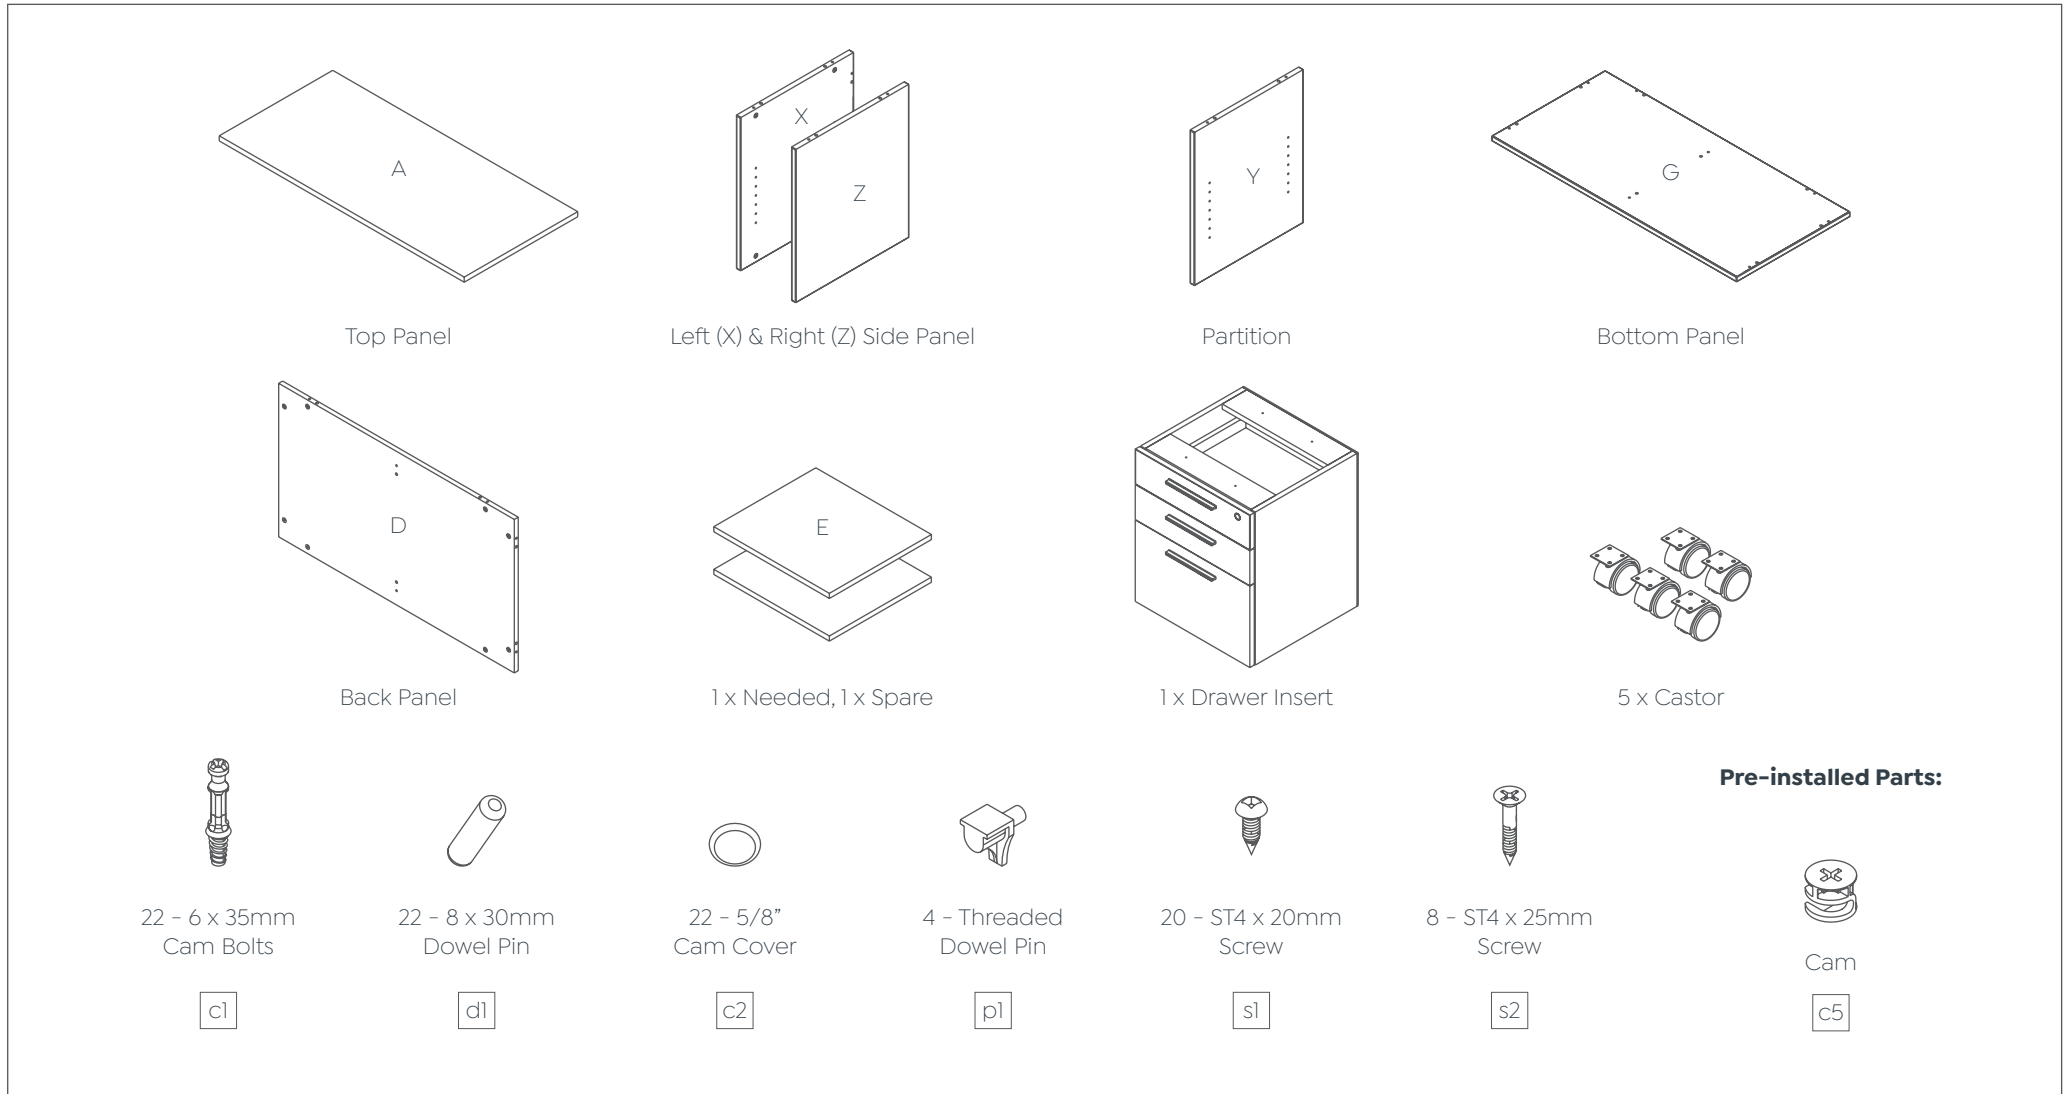 A
X
Z
Y
G
Top Panel
Left (X) & Right (Z) Side Panel
Partition
Bottom Panel
D
E
Back Panel
1 x Needed, 1 x Spare
1 x Drawer Insert
5 x Castor
Pre-installed Parts:
22 - 6 x 35mm
Cam Bolts
22 - 8 x 30mm
Dowel Pin
22 - 5/8”
Cam Cover
4 - Threaded
Dowel Pin
20 - ST4 x 20mm
Screw
8 - ST4 x 25mm
Screw
Cam
c1
d1
c2
p1
s1
s2
c5